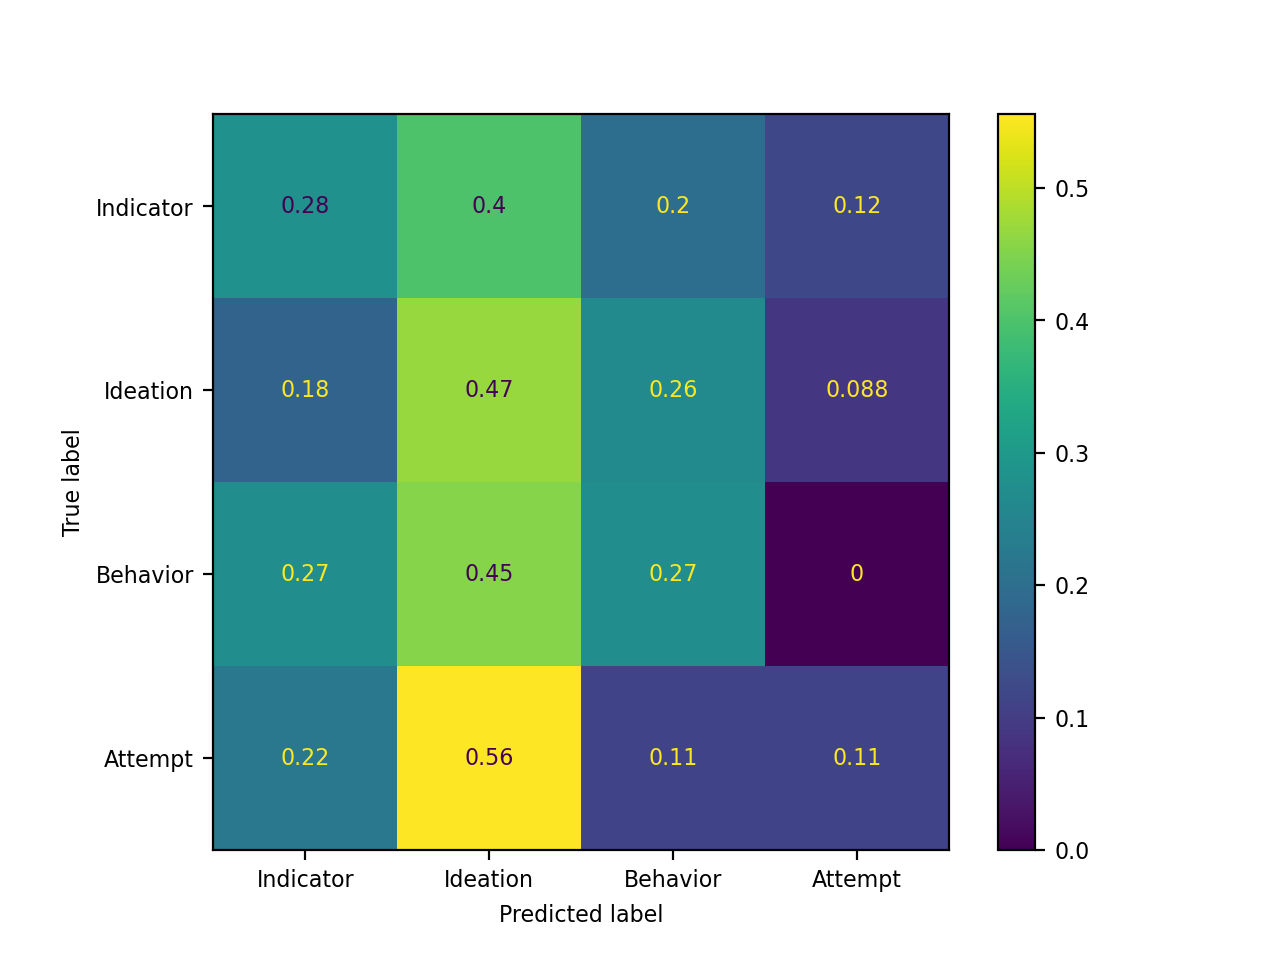 Indicator 0.28 0.4 0.2 0.12 0.5
0.4
Ideation 0.18 0.47 0.26 0.088
True label
0.3
Behavior 0.27 0.45 0.27 0
0.2
0.1
Attempt 0.22 0.56 0.11 0.11
0.0
Indicator Ideation Behavior Attempt
Predicted label